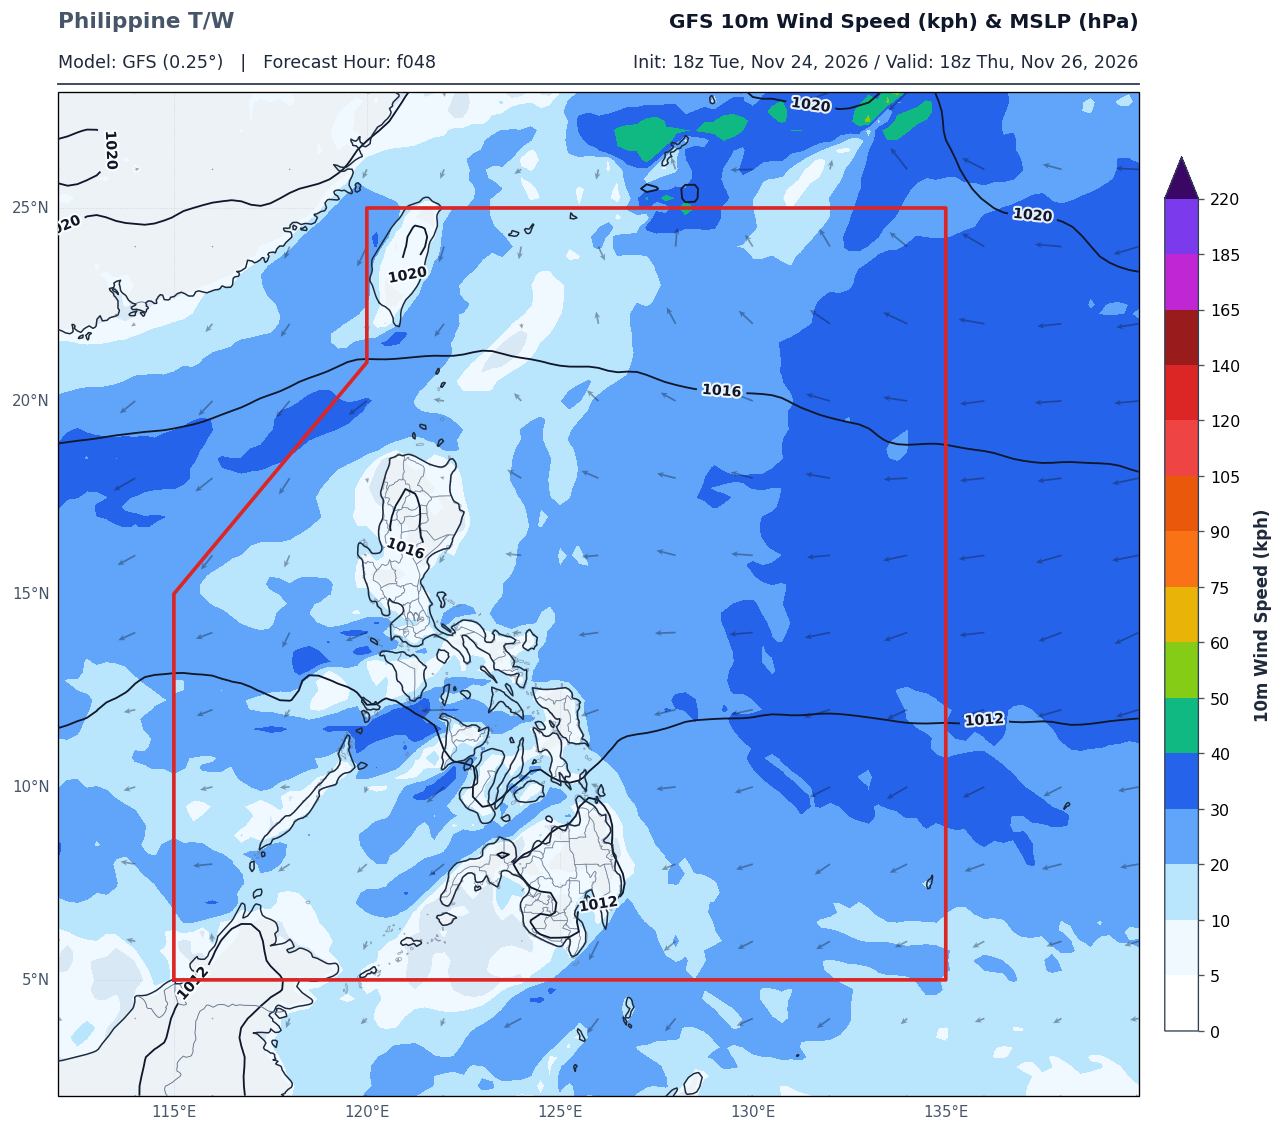 Philippine T/W
GFS 10m Wind Speed (kph) & MSLP (hPa)
Model: GFS (0.25°)   |   Forecast Hour: f048
Init: 18z Tue, Nov 24, 2026 / Valid: 18z Thu, Nov 26, 2026
1020
1020
1020
1020
1020
1016
1016
1012
1012
1012
25°N
20°N
15°N
10°N
5°N
115°E
120°E
125°E
130°E
135°E
220
185
165
140
120
105
90
75
60
50
40
30
20
10
5
0
10m Wind Speed (kph)